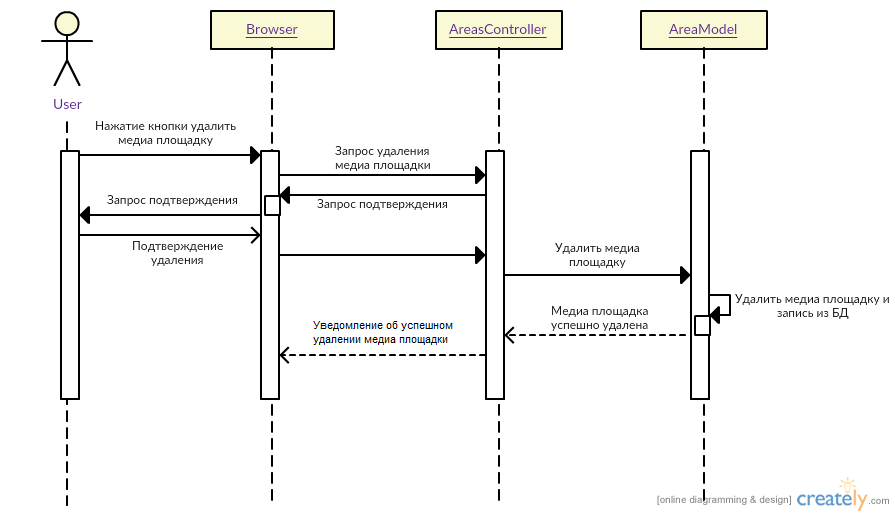 Browser
AreasController
AreaModel
User
Нажатие кнопки удалить
медиа площадку
Запрос удаления
медиа площадки
Запрос подтверждения
Запрос подтверждения
Подтверждение
удаления
Удалить медиа
площадку
Удалить медиа площадку и
запись из БД
Медиа площадка
успешно удалена
Уведомление об успешном
удалении медиа площадки
[online diagramming & design] creately.com